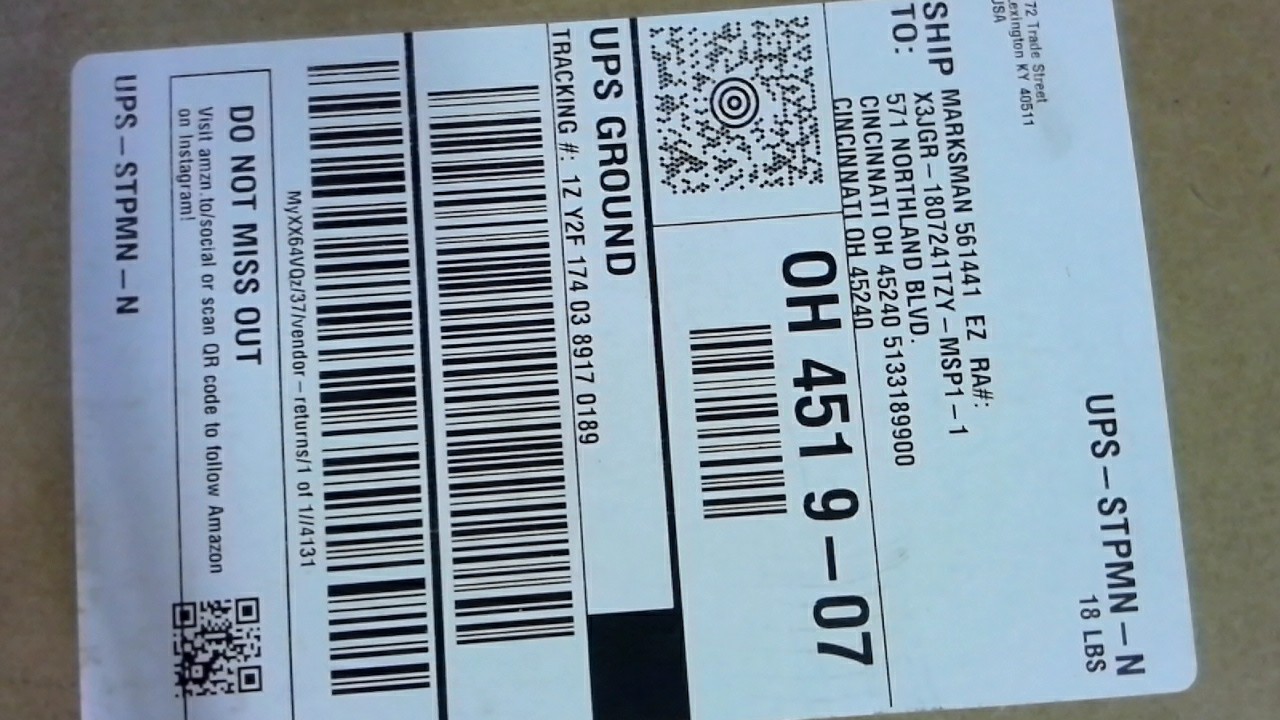 72 Trade Street
exington KY 40511
USA
UPS-STPMN-N
18 LBS
SHIP TO: MARKSMAN 561441 EZ RA#:
X3JGR-1807241TZY-MSP1-1
571 NORTHLAND BLVD.
CINCINNATI OH 45240 5133189900
CINCINNATI OH 45240
OH 451 9-07
UPS GROUND
TRACKING #: 1Z Y2F 174 03 8917 0189
MyXX64VQz/37/vendor-returns/1 of 1//4131
DO NOT MISS OUT
Visit amzn.to/social or scan QR code to follow Amazon
on Instagram!
UPS-STPMN-N